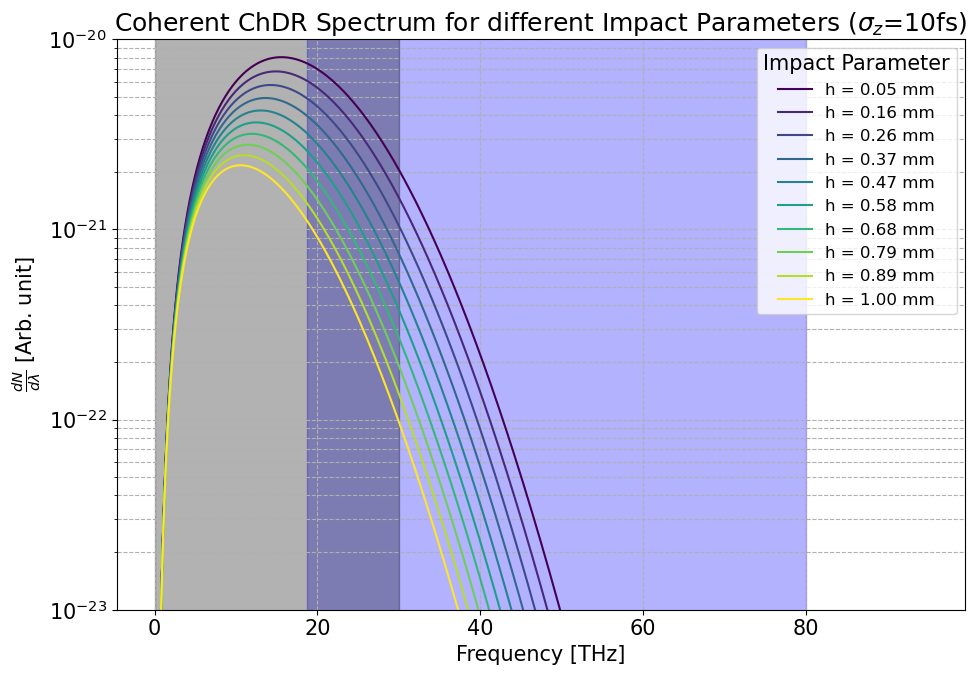 Coherent ChDR Spectrum for different Impact Parameters (σ_z=10fs)
10⁻²⁰
10⁻²¹
10⁻²²
10⁻²³
dN/dλ [Arb. unit]
Impact Parameter
h = 0.05 mm
h = 0.16 mm
h = 0.26 mm
h = 0.37 mm
h = 0.47 mm
h = 0.58 mm
h = 0.68 mm
h = 0.79 mm
h = 0.89 mm
h = 1.00 mm
0 20 40 60 80
Frequency [THz]